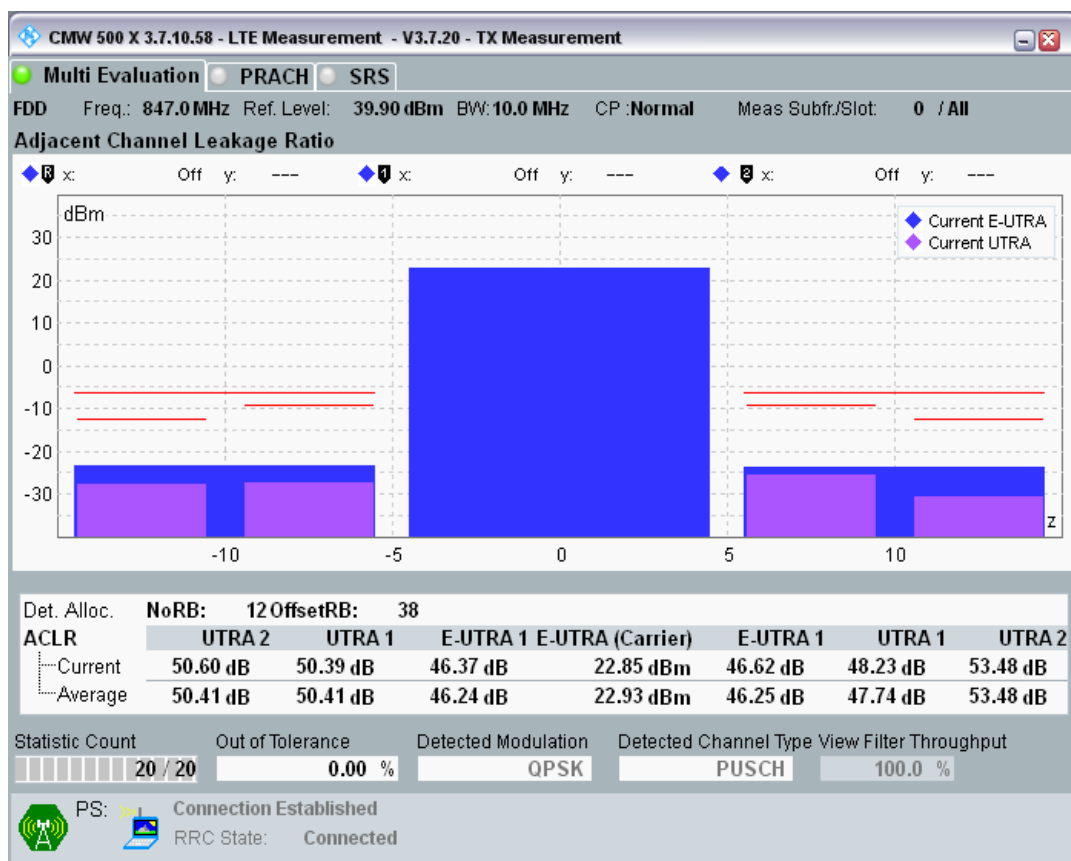 CMW 500 X 3.7.10.58 - LTE Measurement - V3.7.20 - TX Measurement
Multi Evaluation PRACH SRS
FDD Freq.: 847.0 MHz Ref. Level: 39.90 dBm BW: 10.0 MHz CP :Normal Meas Subfr./Slot: 0 / All
Adjacent Channel Leakage Ratio
R x: Off y: --- 1 x: Off y: --- 2 x: Off y: ---
dBm
Current E-UTRA
Current UTRA
30
20
10
0
-10
-20
-30
z
-10 -5 0 5 10
Det. Alloc. NoRB: 12 OffsetRB: 38
ACLR UTRA 2 UTRA 1 E-UTRA 1 E-UTRA (Carrier) E-UTRA 1 UTRA 1 UTRA 2
Current 50.60 dB 50.39 dB 46.37 dB 22.85 dBm 46.62 dB 48.23 dB 53.48 dB
Average 50.41 dB 50.41 dB 46.24 dB 22.93 dBm 46.25 dB 47.74 dB 53.48 dB
Statistic Count Out of Tolerance Detected Modulation Detected Channel Type View Filter Throughput
20 / 20 0.00 % QPSK PUSCH 100.0 %
PS: Connection Established
RRC State: Connected